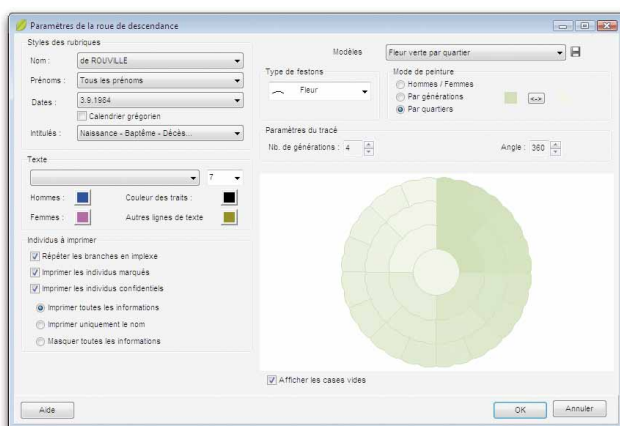 Paramètres de la roue de descendance
Styles des rubriques
Nom :
de ROUVILLE
Prénoms :
Tous les prénoms
Dates :
3.9.1984
Calendrier grégorien
Intitulés :
Naissance - Baptême - Décès...
Texte
7
Hommes :
Couleur des traits :
Femmes :
Autres lignes de texte
Individus à imprimer
Répéter les branches en implexe
Imprimer les individus marqués
Imprimer les individus confidentiels
Imprimer toutes les informations
Imprimer uniquement le nom
Masquer toutes les informations
Modèles
Fleur verte par quartier
Type de festons
Fleur
Mode de peinture
Hommes / Femmes
Par générations
Par quartiers
<->
Paramètres du tracé
Nb. de générations : 4
Angle : 360
Afficher les cases vides
Aide
OK
Annuler